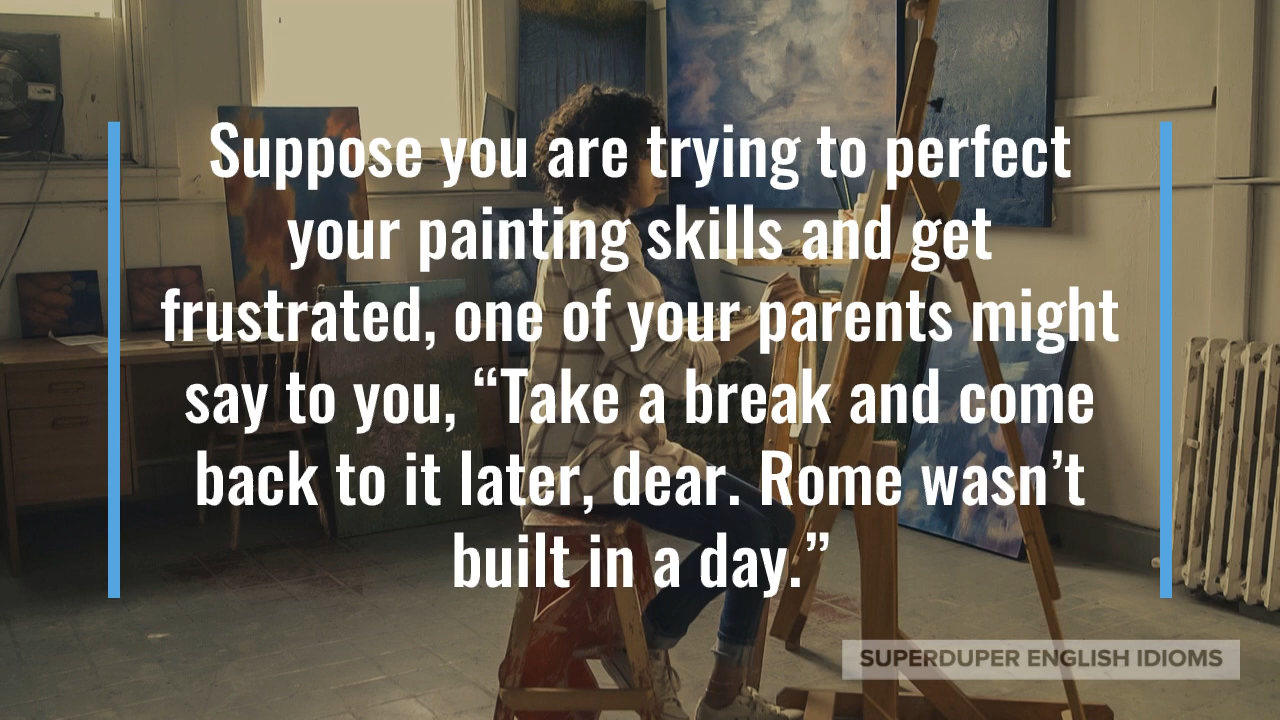 Suppose you are trying to perfect
your painting skills and get
frustrated, one of your parents might
say to you, “Take a break and come
back to it later, dear. Rome wasn’t
built in a day.”
SUPERDUPER ENGLISH IDIOMS